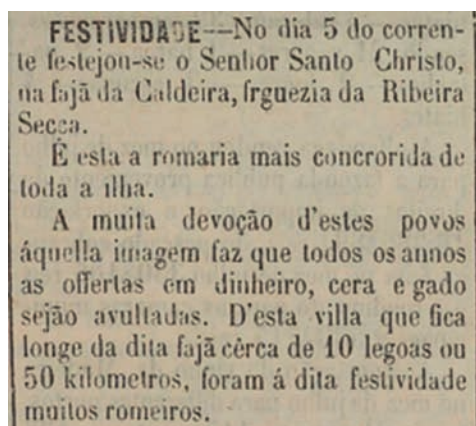 FESTIVIDADE—No dia 5 do corren-
te festejou-se o Senhor Santo Christo,
na fajã da Caldeira, frguezia da Ribeira
Secca.
É esta a romaria mais concrorida de
toda a ilha.
A muita devoção d'estes povos
áquella imagem faz que todos os annos
as offertas em dinheiro, cera e gado
sejão avultadas. D'esta villa que fica
longe da dita fajã cêrca de 10 legoas ou
50 kilometros, foram á dita festividade
muitos romeiros.